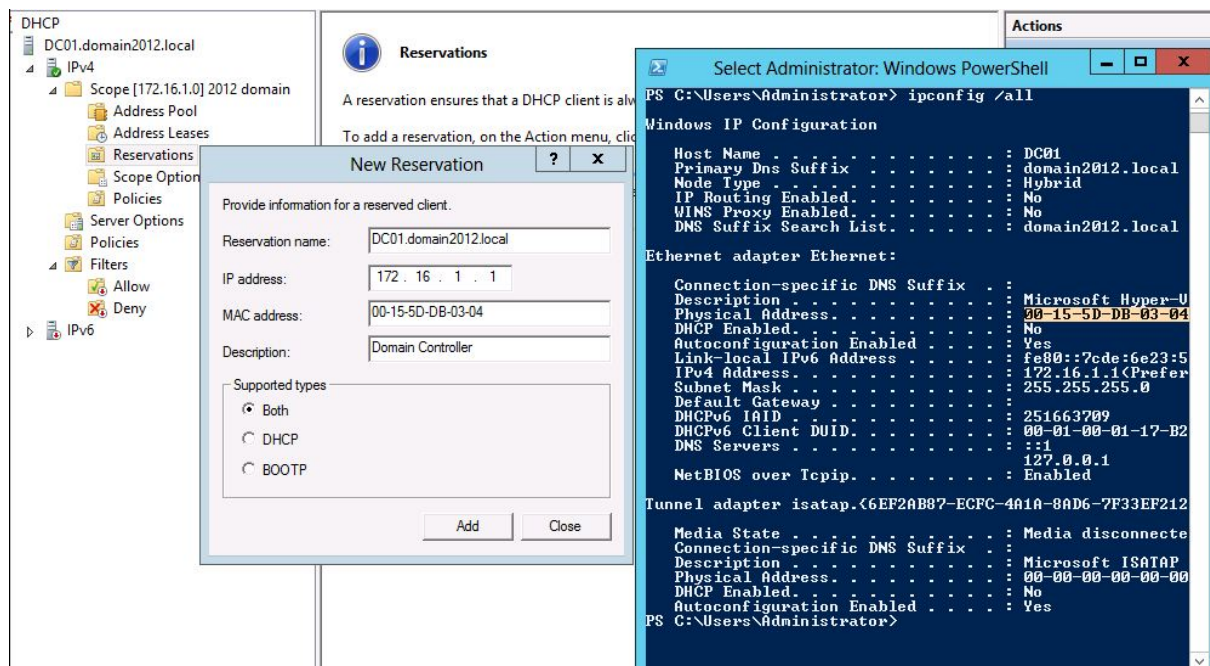 DHCP
DC01.domain2012.local
IPv4
Scope [172.16.1.0] 2012 domain
Address Pool
Address Leases
Reservations
Scope Option
Policies
Server Options
Policies
Filters
Allow
Deny
IPv6
Reservations
A reservation ensures that a DHCP client is alw
To add a reservation, on the Action menu, clic
Actions
New Reservation
? x
Provide information for a reserved client.
Reservation name: DC01.domain2012.local
IP address: 172 . 16 . 1 . 1
MAC address: 00-15-5D-DB-03-04
Description: Domain Controller
Supported types
Both
DHCP
BOOTP
Add Close
Select Administrator: Windows PowerShell
PS C:\Users\Administrator> ipconfig /all
Windows IP Configuration
Host Name . . . . . . . . . . . . : DC01
Primary Dns Suffix . . . . . . . : domain2012.local
Node Type . . . . . . . . . . . . : Hybrid
IP Routing Enabled. . . . . . . . : No
WINS Proxy Enabled. . . . . . . . : No
DNS Suffix Search List. . . . . . : domain2012.local
Ethernet adapter Ethernet:
Connection-specific DNS Suffix . :
Description . . . . . . . . . . . : Microsoft Hyper-V
Physical Address. . . . . . . . . : 00-15-5D-DB-03-04
DHCP Enabled. . . . . . . . . . . : No
Autoconfiguration Enabled . . . . : Yes
Link-local IPv6 Address . . . . . : fe80::7cde:6e23:5
IPv4 Address. . . . . . . . . . . : 172.16.1.1(Prefer
Subnet Mask . . . . . . . . . . . : 255.255.255.0
Default Gateway . . . . . . . . . :
DHCPv6 IAID . . . . . . . . . . . : 251663709
DHCPv6 Client DUID. . . . . . . . : 00-01-00-01-17-B2
DNS Servers . . . . . . . . . . . : ::1
127.0.0.1
NetBIOS over Tcpip. . . . . . . . : Enabled
Tunnel adapter isatap.{6EF2AB87-ECFC-4A1A-8AD6-7F33EF212
Media State . . . . . . . . . . . : Media disconnecte
Connection-specific DNS Suffix . :
Description . . . . . . . . . . . : Microsoft ISATAP
Physical Address. . . . . . . . . : 00-00-00-00-00-00
DHCP Enabled. . . . . . . . . . . : No
Autoconfiguration Enabled . . . . : Yes
PS C:\Users\Administrator>